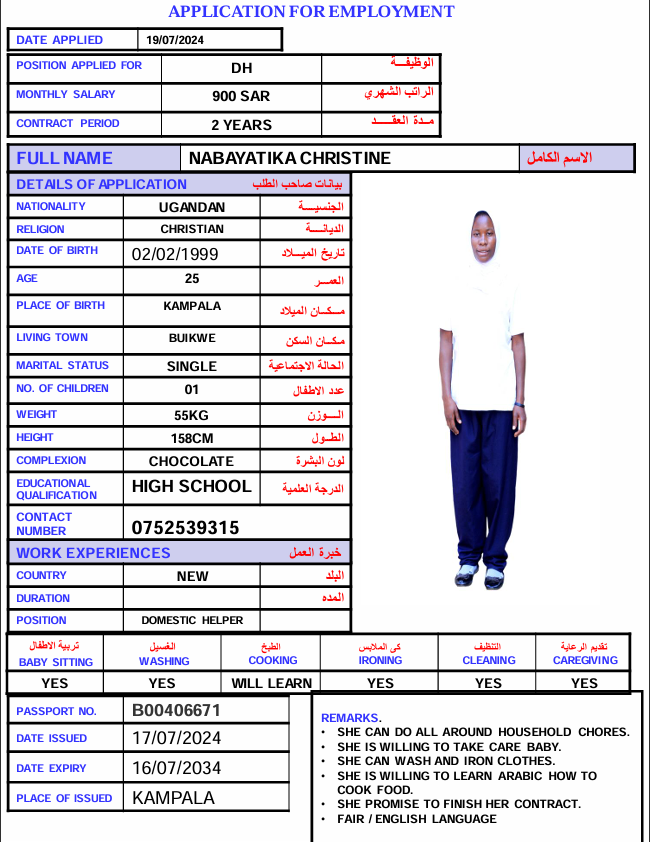 APPLICATION FOR EMPLOYMENT
DATE APPLIED 19/07/2024
POSITION APPLIED FOR DH الوظيفـــة
MONTHLY SALARY 900 SAR الراتب الشهري
CONTRACT PERIOD 2 YEARS مـدة العقـــد
FULL NAME NABAYATIKA CHRISTINE الاسم الكامل
DETAILS OF APPLICATION بيانات صاحب الطلب
NATIONALITY UGANDAN الجنسيــــة
RELIGION CHRISTIAN الديانـــة
DATE OF BIRTH 02/02/1999 تاريخ الميــلاد
AGE 25 العمــر
PLACE OF BIRTH KAMPALA مــكــان الميلاد
LIVING TOWN BUIKWE مـكـان السكن
MARITAL STATUS SINGLE الحالة الاجتماعية
NO. OF CHILDREN 01 عدد الاطفال
WEIGHT 55KG الــــوزن
HEIGHT 158CM الطــول
COMPLEXION CHOCOLATE لون البشرة
EDUCATIONAL QUALIFICATION HIGH SCHOOL الدرجة العلمية
CONTACT NUMBER 0752539315
WORK EXPERIENCES خبرة العمل
COUNTRY NEW البلد
DURATION المده
POSITION DOMESTIC HELPER
تربية الاطفال الغسيل الطبخ كي الملابس التنظيف تقديم الرعاية
BABY SITTING WASHING COOKING IRONING CLEANING CAREGIVING
YES YES WILL LEARN YES YES YES
PASSPORT NO. B00406671
DATE ISSUED 17/07/2024
DATE EXPIRY 16/07/2034
PLACE OF ISSUED KAMPALA
REMARKS.
• SHE CAN DO ALL AROUND HOUSEHOLD CHORES.
• SHE IS WILLING TO TAKE CARE BABY.
• SHE CAN WASH AND IRON CLOTHES.
• SHE IS WILLING TO LEARN ARABIC HOW TO
COOK FOOD.
• SHE PROMISE TO FINISH HER CONTRACT.
• FAIR / ENGLISH LANGUAGE